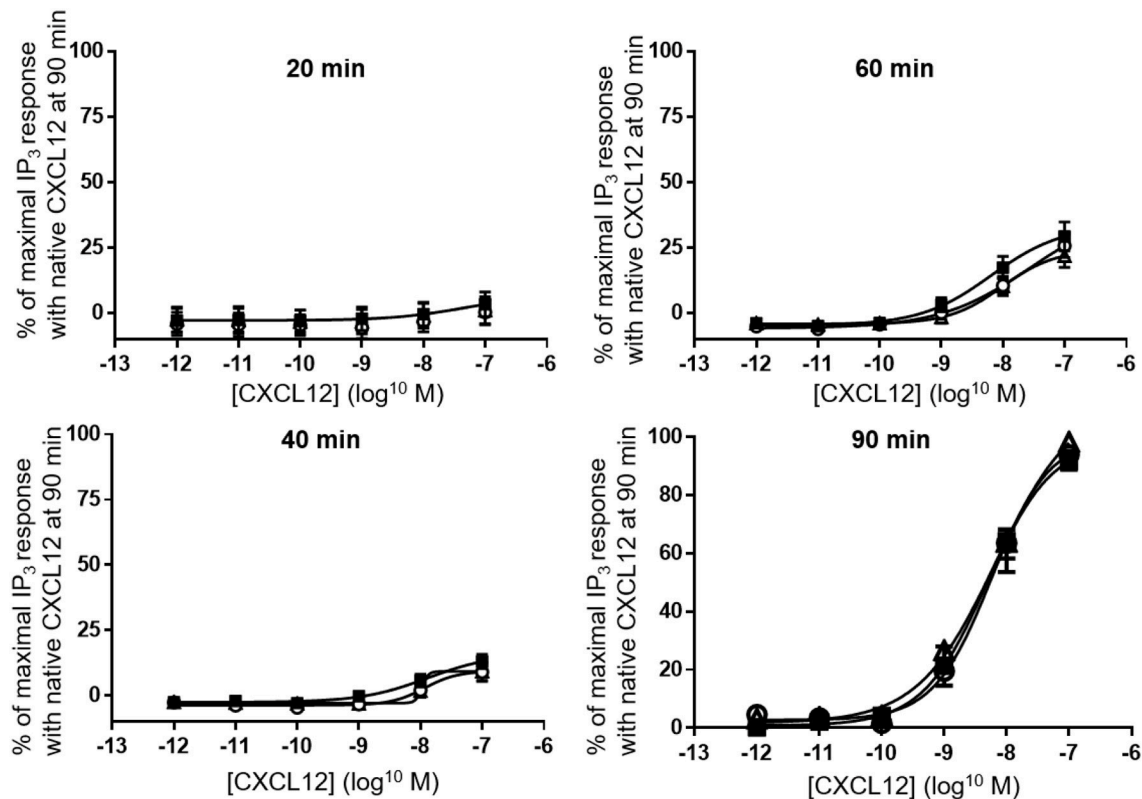 20 min
% of maximal IP3 response
with native CXCL12 at 90 min
100
75
50
25
0
-13 -12 -11 -10 -9 -8 -7 -6
[CXCL12] (log10 M)
60 min
% of maximal IP3 response
with native CXCL12 at 90 min
100
75
50
25
0
-13 -12 -11 -10 -9 -8 -7 -6
[CXCL12] (log10 M)
40 min
% of maximal IP3 response
with native CXCL12 at 90 min
100
75
50
25
0
-13 -12 -11 -10 -9 -8 -7 -6
[CXCL12] (log10 M)
90 min
% of maximal IP3 response
with native CXCL12 at 90 min
100
80
60
40
20
0
-13 -12 -11 -10 -9 -8 -7 -6
[CXCL12] (log10 M)